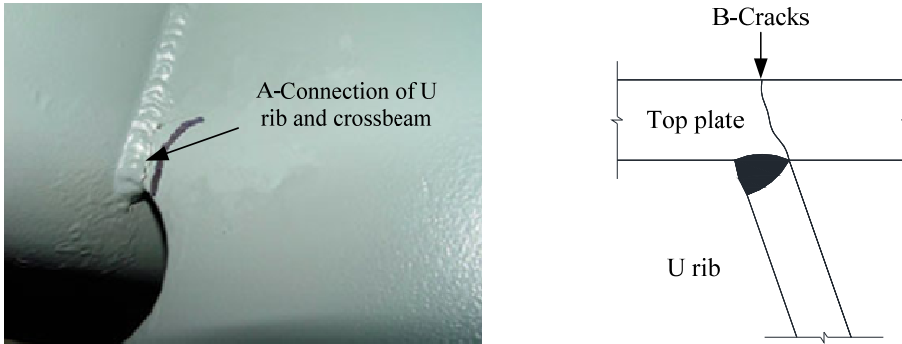 A-Connection of U
rib and crossbeam
B-Cracks
Top plate
U rib